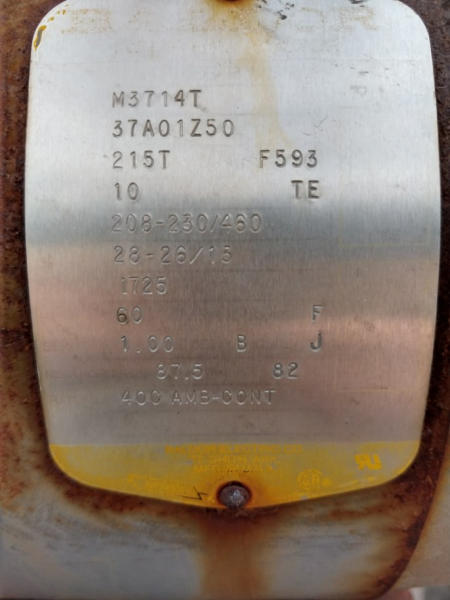 M3714T
37A01Z50
215T F593
10 TE
208-230/460
28-26/13
1725
60 F
1.00 B J
87.5 82
40C AMB-CONT